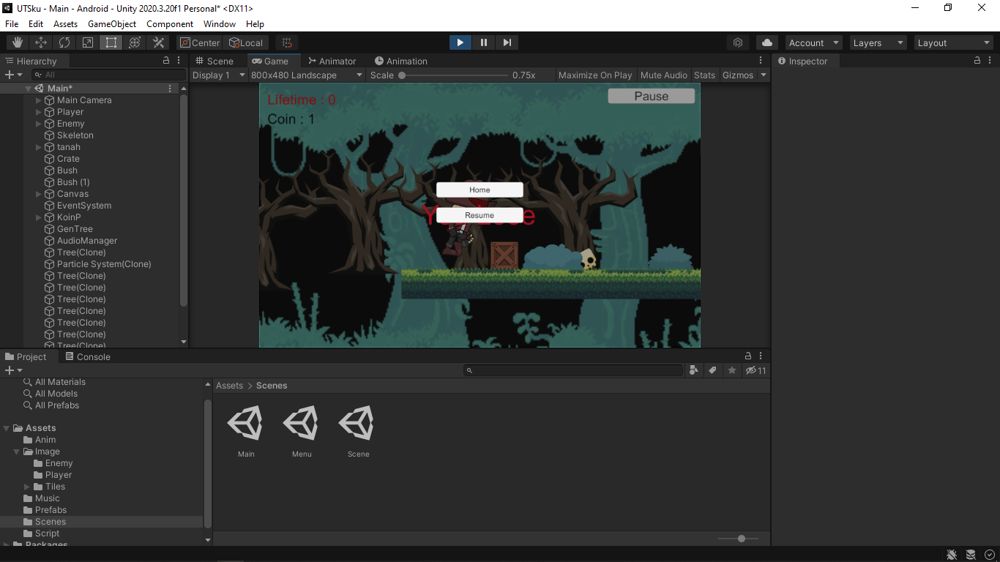 UTSku - Main - Android - Unity 2020.3.20f1 Personal* <DX11>
File Edit Assets GameObject Component Window Help
Center Local Account Layers Layout
Hierarchy Scene Game Animator Animation Inspector
All Display 1 800x480 Landscape Scale 0.75x Maximize On Play Mute Audio Stats Gizmos
Main*
Main Camera
Player
Enemy
Skeleton
tanah
Crate
Bush
Bush (1)
Canvas
EventSystem
KoinP
GenTree
AudioManager
Tree(Clone)
Particle System(Clone)
Tree(Clone)
Tree(Clone)
Tree(Clone)
Tree(Clone)
Tree(Clone)
Tree(Clone)
Tree(Clone)
Lifetime : 0
Pause
Coin : 1
Home
Resume
Project Console
11
All Materials
All Models
All Prefabs
Assets
Anim
Image
Enemy
Player
Tiles
Music
Prefabs
Scenes
Script
Packages
Assets > Scenes
Main Menu Scene